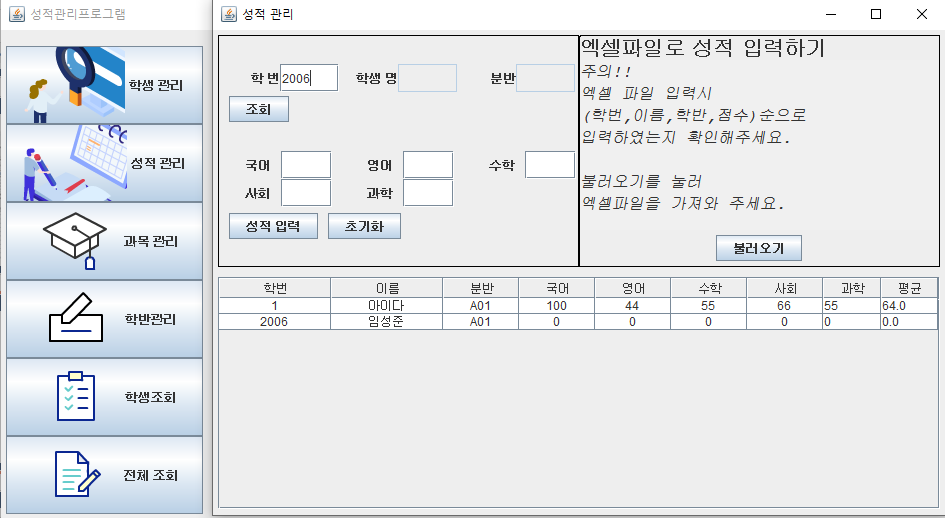 성적관리프로그램
학생 관리
성적 관리
과목 관리
학반관리
학생조회
전체 조회
성적 관리
학 번 2006 학생 명 분반
조회
국어 영어 수학
사회 과학
성적 입력 초기화
엑셀파일로 성적 입력하기
주의!!
엑셀 파일 입력시
(학번,이름,학반,점수)순으로
입력하였는지 확인해주세요.
불러오기를 눌러
엑셀파일을 가져와 주세요.
불러오기
학번 이름 분반 국어 영어 수학 사회 과학 평균
1 아이다 A01 100 44 55 66 55 64.0
2006 임성준 A01 0 0 0 0 0 0.0